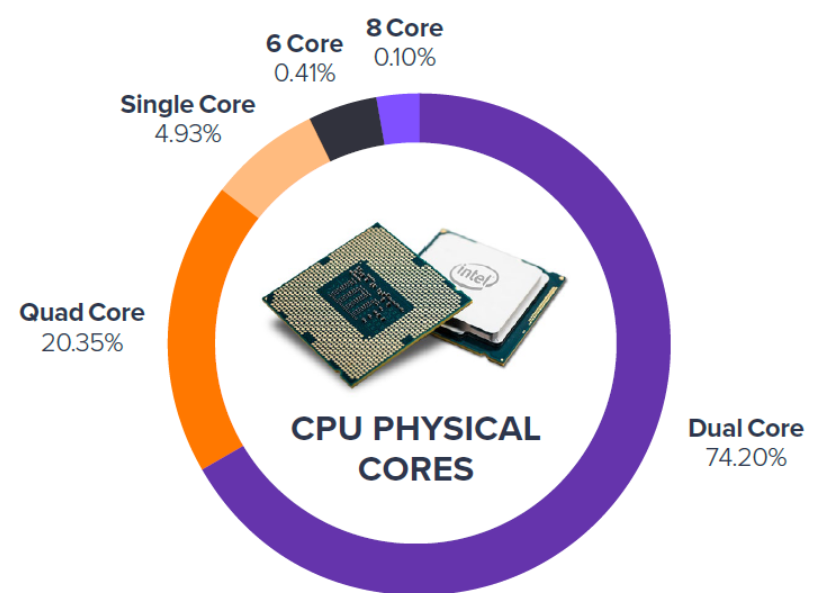 8 Core
0.10%
6 Core
0.41%
Single Core
4.93%
Quad Core
20.35%
intel
CPU PHYSICAL
CORES
Dual Core
74.20%